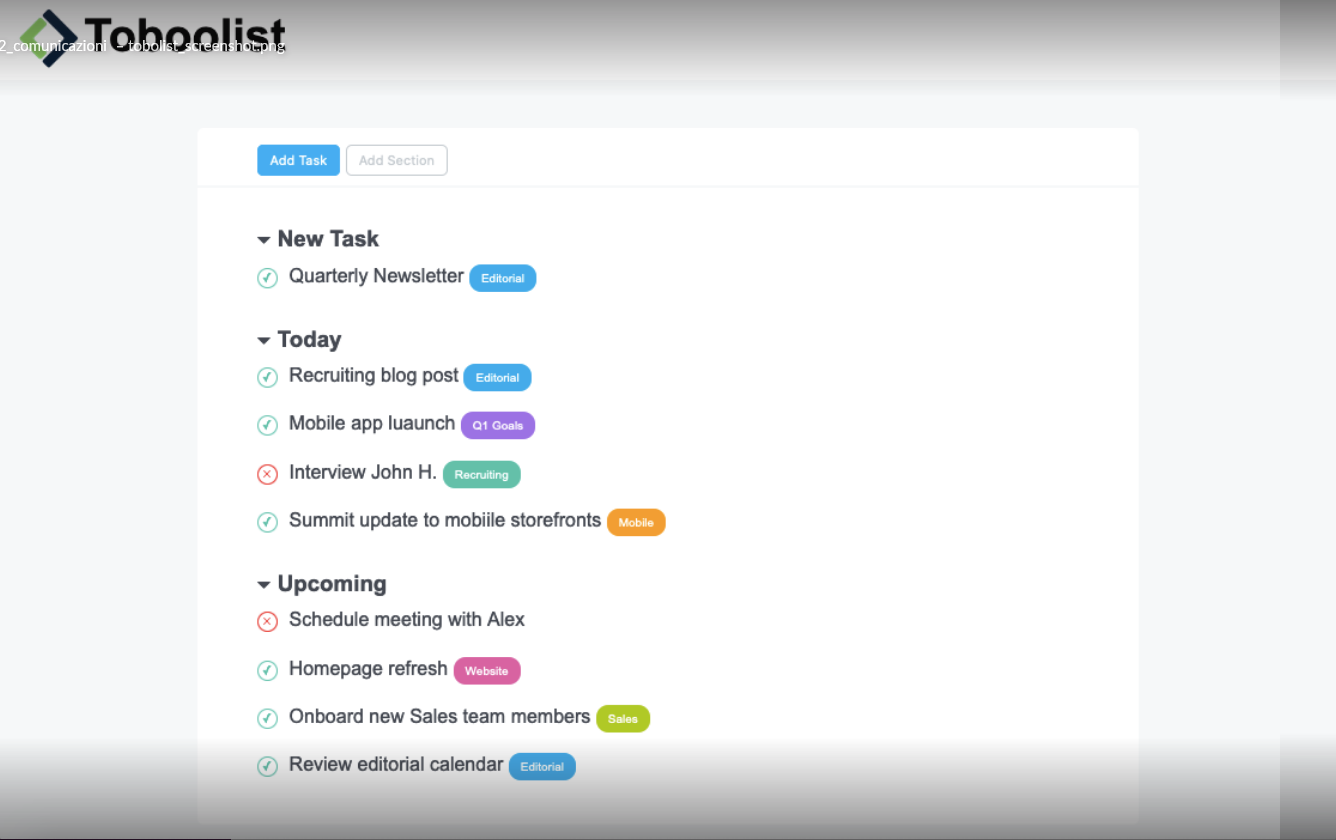 Toboolist
2_comunicazioni - tobolist_screenshot.png
Add Task Add Section
New Task
Quarterly Newsletter Editorial
Today
Recruiting blog post Editorial
Mobile app luaunch Q1 Goals
Interview John H. Recruiting
Summit update to mobiile storefronts Mobile
Upcoming
Schedule meeting with Alex
Homepage refresh Website
Onboard new Sales team members Sales
Review editorial calendar Editorial